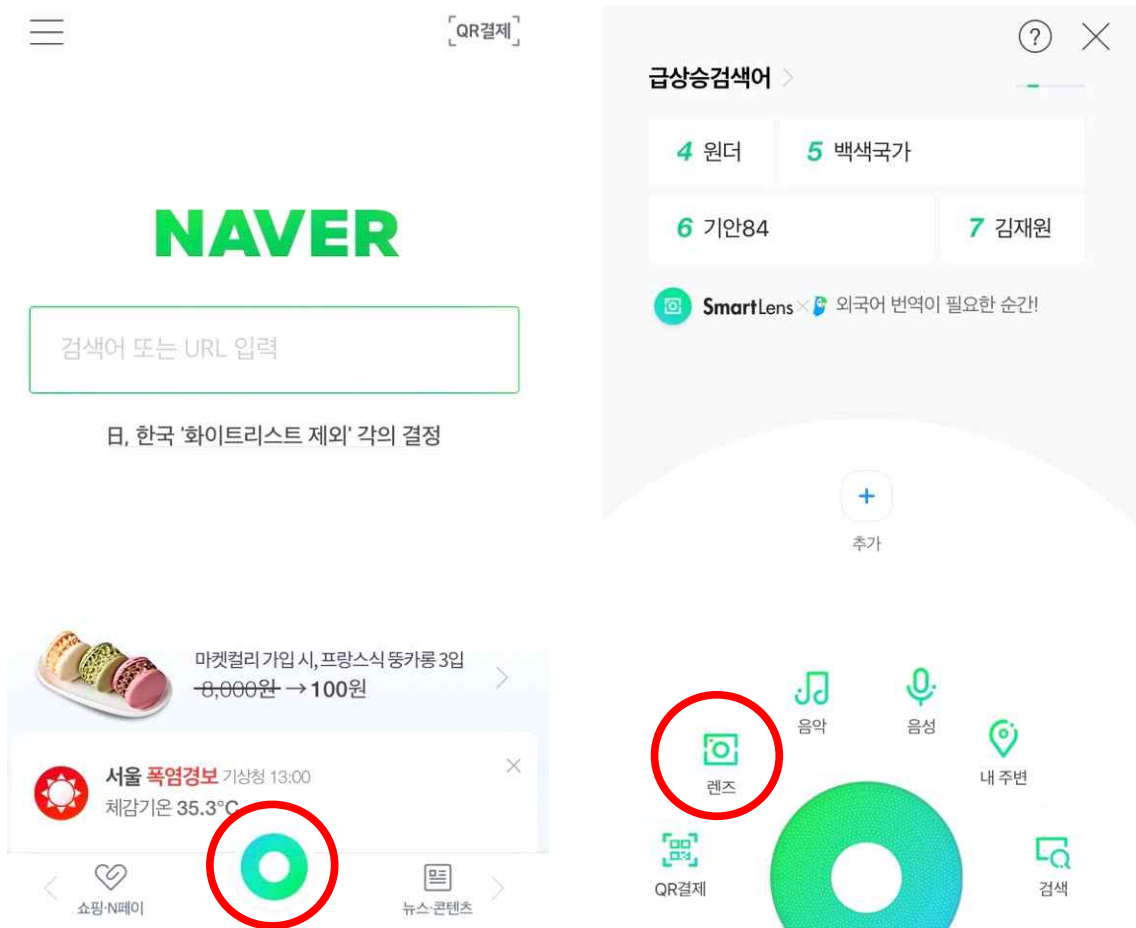 QR결제
NAVER
검색어 또는 URL 입력
日, 한국 '화이트리스트 제외' 각의 결정
마켓컬리 가입 시, 프랑스식 뚱카롱 3입
8,000원 → 100원
서울 폭염경보 기상청 13:00
체감기온 35.3°C
쇼핑·N페이
뉴스·콘텐츠
?
급상승검색어
4 원더
5 백색국가
6 기안84
7 김재원
SmartLens × 외국어 번역이 필요한 순간!
+
추가
음악
음성
렌즈
내 주변
QR결제
검색